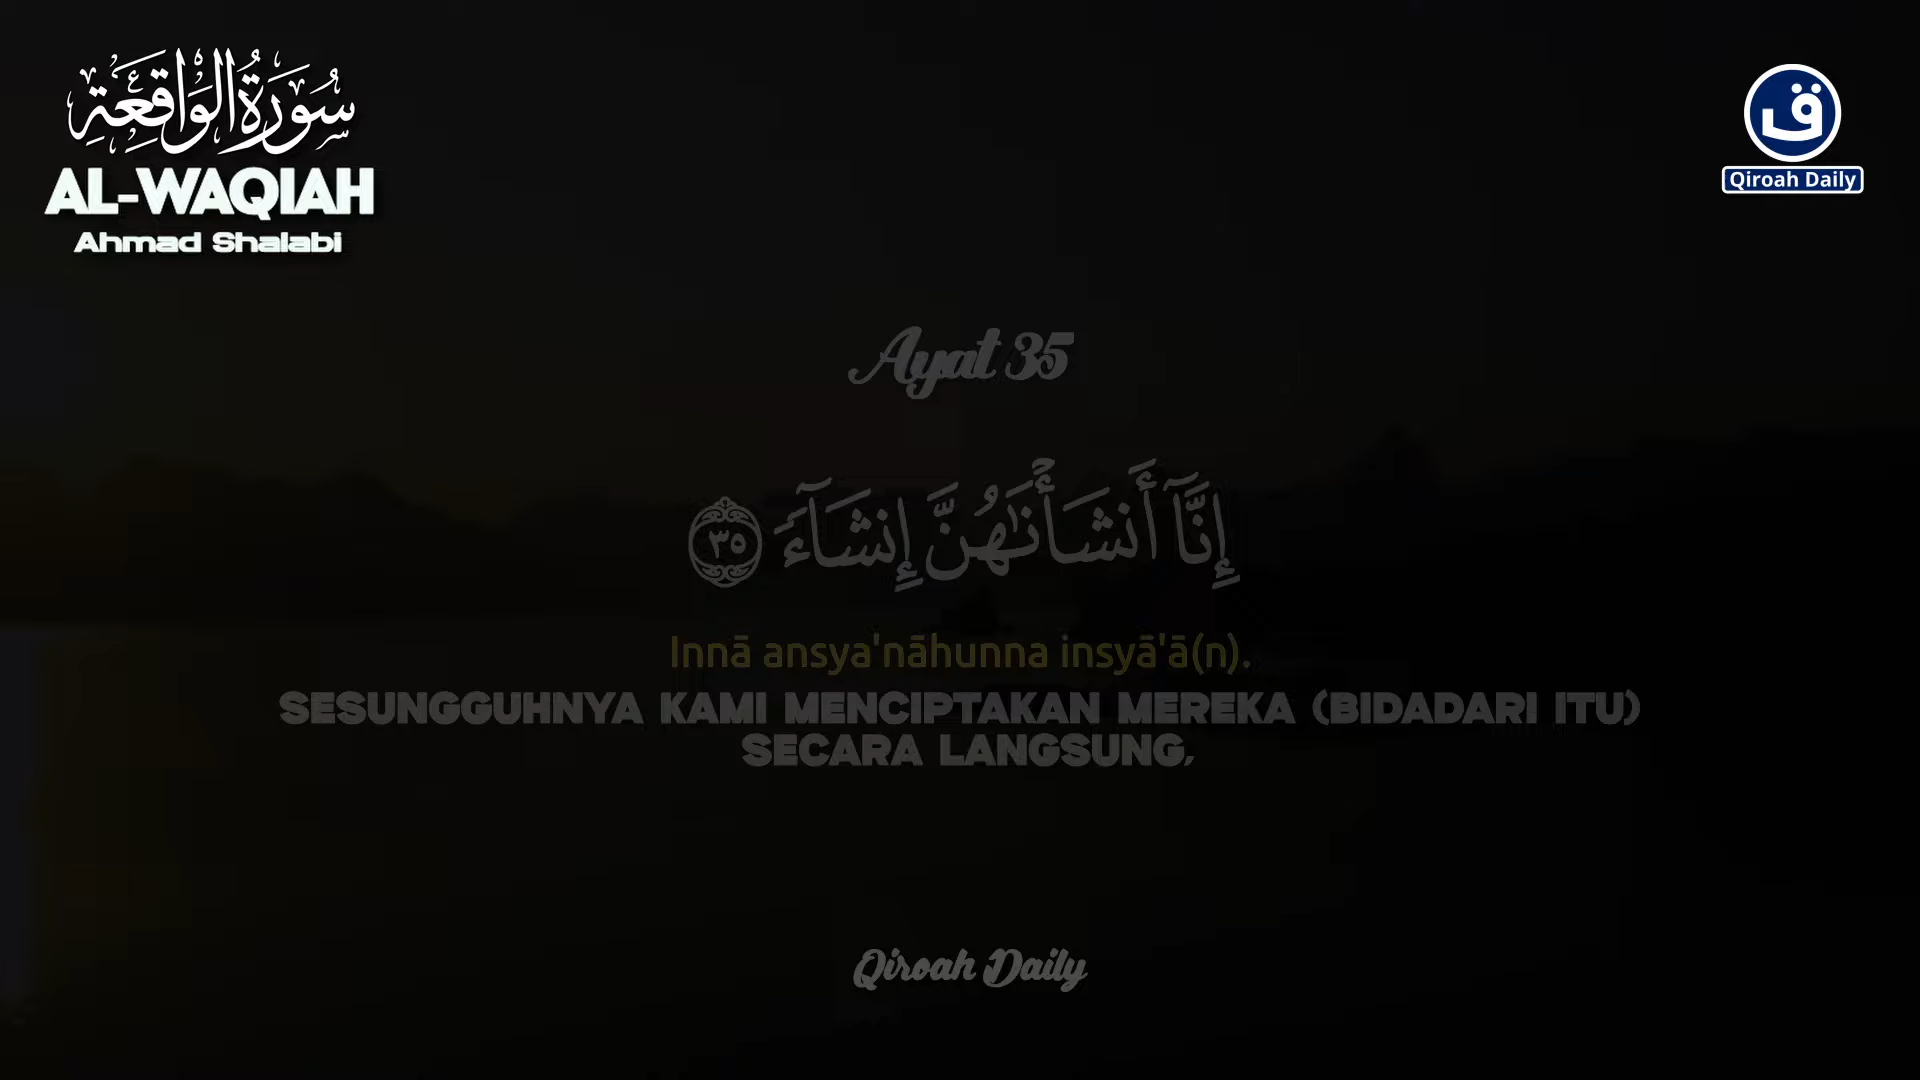 سُورَةُ الْوَاقِعَةِ
AL-WAQIAH
Ahmad Shalabi
ق
Qiroah Daily
Ayat 35
إِنَّآ أَنشَأْنَٰهُنَّ إِنشَآءً ٣٥
Innā ansya'nāhunna insyā'ā(n).
SESUNGGUHNYA KAMI MENCIPTAKAN MEREKA (BIDADARI ITU)
SECARA LANGSUNG,
Qiroah Daily